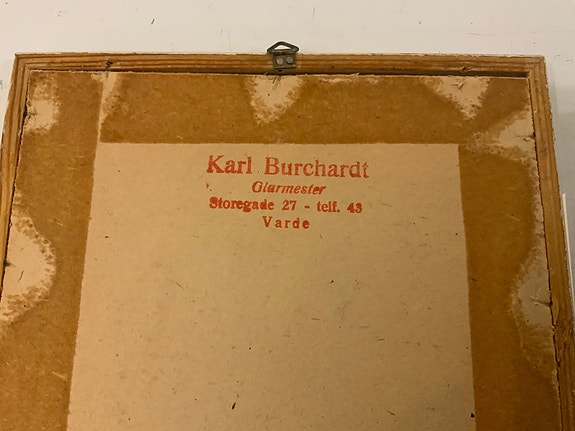 Karl Burchardt
Glarmester
Storegade 27 - telf. 43
Varde